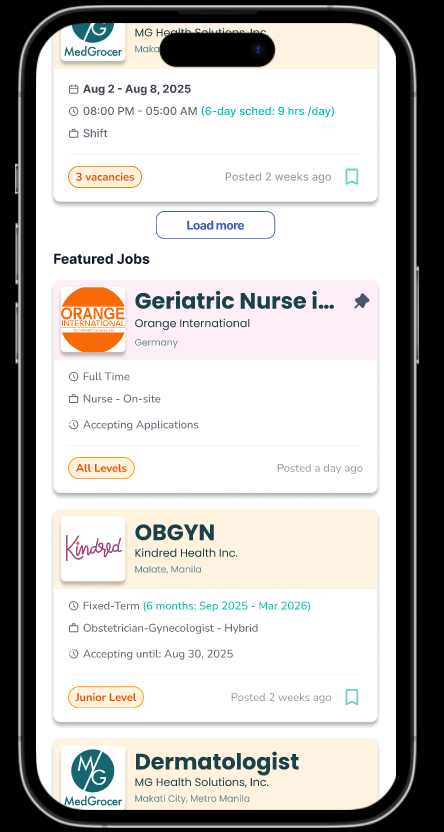 MG Health Solutions, Inc.
MG
MedGrocer
Aug 2 - Aug 8, 2025
08:00 PM - 05:00 AM (6-day sched: 9 hrs /day)
Shift
3 vacancies
Posted 2 weeks ago
Load more
Featured Jobs
ORANGE
INTERNATIONAL
Geriatric Nurse i...
Orange International
Germany
Full Time
Nurse - On-site
Accepting Applications
All Levels
Posted a day ago
Kindred
OBGYN
Kindred Health Inc.
Malate, Manila
Fixed-Term (6 months: Sep 2025 - Mar 2026)
Obstetrician-Gynecologist - Hybrid
Accepting until: Aug 30, 2025
Junior Level
Posted 2 weeks ago
M/G
MedGrocer
Dermatologist
MG Health Solutions, Inc.
Makati City, Metro Manila